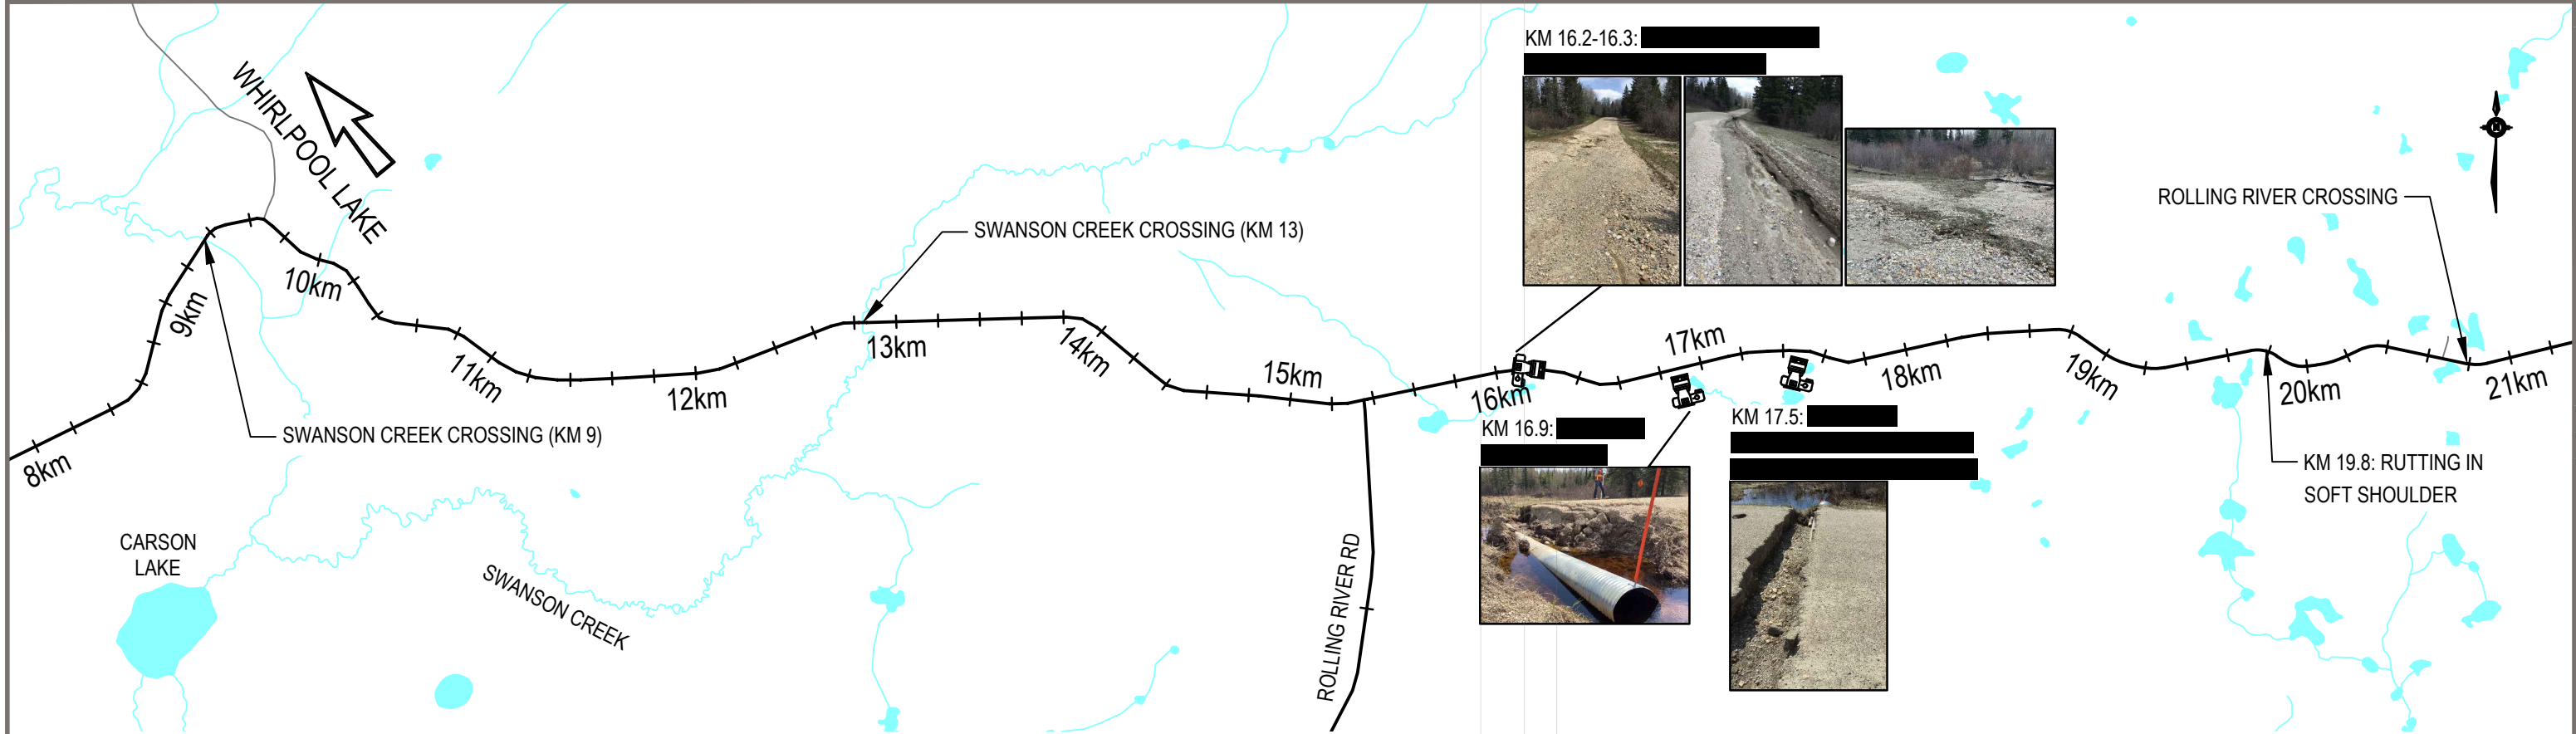 KM 16.2-16.3:
WHIRLPOOL LAKE
ROLLING RIVER CROSSING
SWANSON CREEK CROSSING (KM 13)
10km
9km
17km
13km
14km
11km
15km
12km
16km
18km
19km
20km
21km
KM 16.9:
KM 17.5:
SWANSON CREEK CROSSING (KM 9)
8km
KM 19.8: RUTTING IN
SOFT SHOULDER
CARSON
LAKE
SWANSON CREEK
ROLLING RIVER RD
N